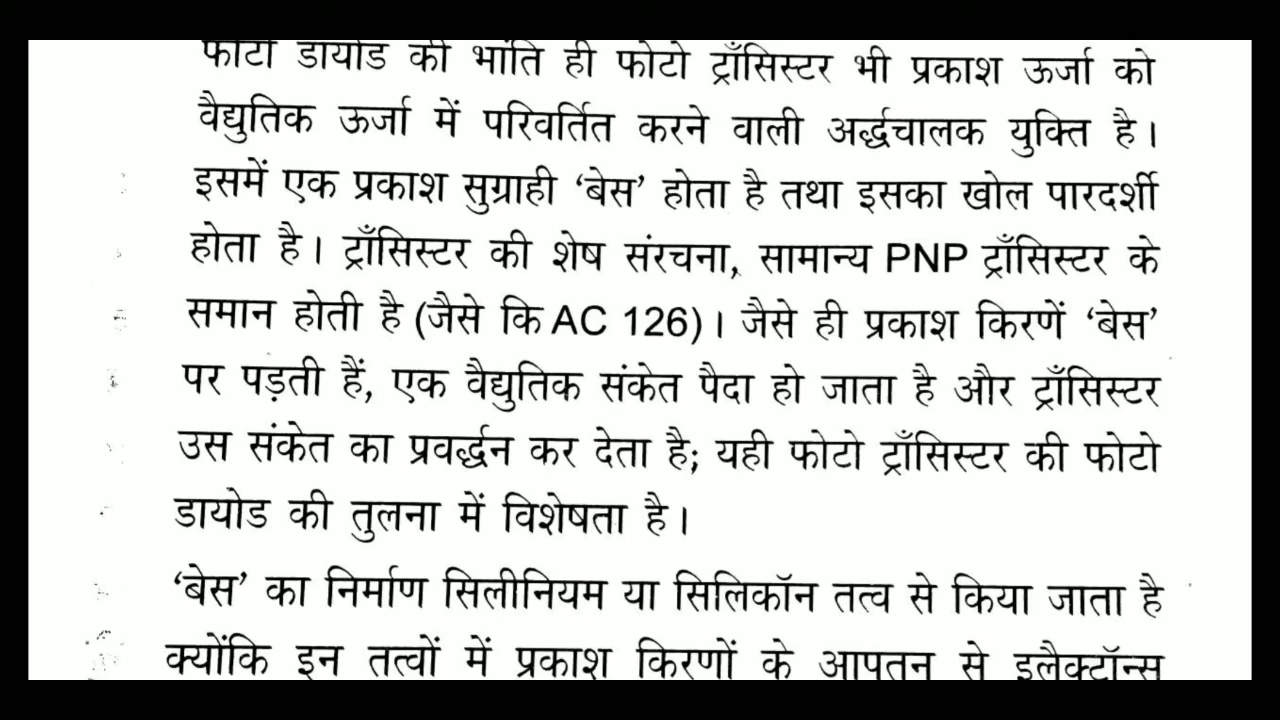 फोटो डायोड की भांति ही फोटो ट्राँसिस्टर भी प्रकाश ऊर्जा को
वैद्युतिक ऊर्जा में परिवर्तित करने वाली अर्द्धचालक युक्ति है।
इसमें एक प्रकाश सुग्राही ‘बेस’ होता है तथा इसका खोल पारदर्शी
होता है। ट्राँसिस्टर की शेष संरचना, सामान्य PNP ट्राँसिस्टर के
समान होती है (जैसे कि AC 126)। जैसे ही प्रकाश किरणें ‘बेस’
पर पड़ती हैं, एक वैद्युतिक संकेत पैदा हो जाता है और ट्राँसिस्टर
उस संकेत का प्रवर्द्धन कर देता है; यही फोटो ट्राँसिस्टर की फोटो
डायोड की तुलना में विशेषता है।
‘बेस’ का निर्माण सिलीनियम या सिलिकॉन तत्व से किया जाता है
क्योंकि इन तत्वों में प्रकाश किरणों के आपतन से इलैक्ट्रॉन्स